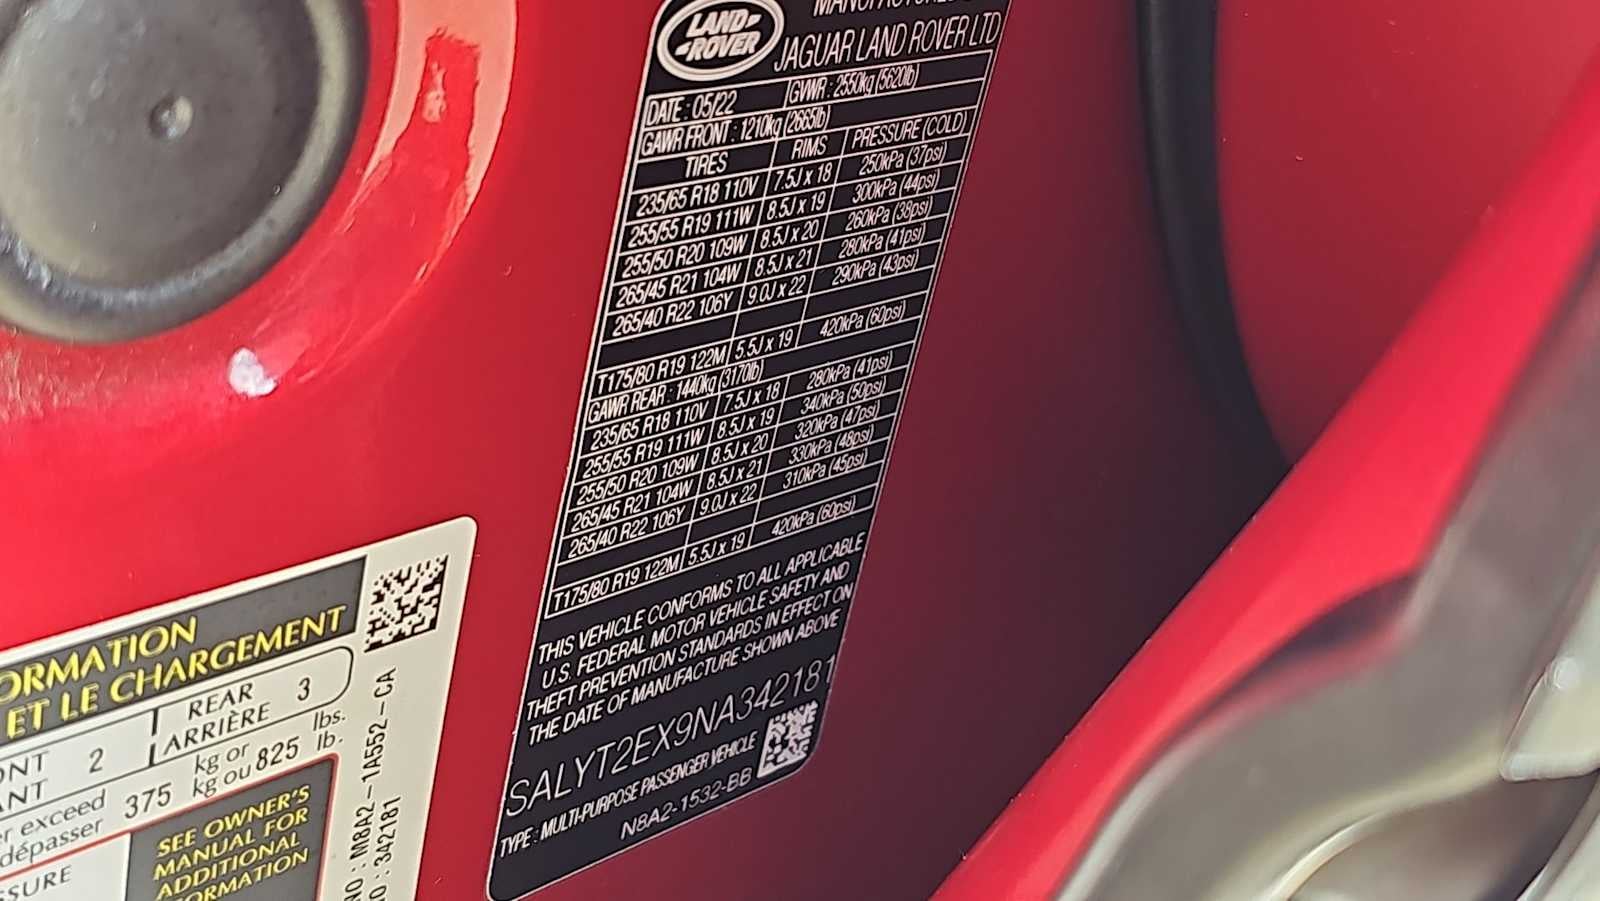 LAND ROVER
JAGUAR LAND ROVER LTD
DATE : 05/22 GVWR : 2550kg (5620lb)
GAWR FRONT : 1210kg (2665lb)
TIRES RIMS PRESSURE (COLD)
235/65 R18 110V 7.5J x 18 250kPa (37psi)
255/55 R19 111W 8.5J x 19 300kPa (44psi)
255/50 R20 109W 8.5J x 20 260kPa (38psi)
265/45 R21 104W 8.5J x 21 280kPa (41psi)
265/40 R22 106Y 9.0J x 22 290kPa (43psi)
T175/80 R19 122M 5.5J x 19 420kPa (60psi)
GAWR REAR : 1440kg (3170lb)
235/65 R18 110V 7.5J x 18 280kPa (41psi)
255/55 R19 111W 8.5J x 19 340kPa (50psi)
255/50 R20 109W 8.5J x 20 320kPa (47psi)
265/45 R21 104W 8.5J x 21 330kPa (48psi)
265/40 R22 106Y 9.0J x 22 310kPa (45psi)
T175/80 R19 122M 5.5J x 19 420kPa (60psi)
THIS VEHICLE CONFORMS TO ALL APPLICABLE
U.S. FEDERAL MOTOR VEHICLE SAFETY AND
THEFT PREVENTION STANDARDS IN EFFECT ON
THE DATE OF MANUFACTURE SHOWN ABOVE
SALYT2EX9NA342181
TYPE : MULTI-PURPOSE PASSENGER VEHICLE
N8A2-1532-BB
ORMATION
ET LE CHARGEMENT
REAR 3
ONT 2 ARRIÈRE
ANT
exceed 375 kg or 825 lbs.
dépasser kg ou lb.
SSURE
SEE OWNER'S
MANUAL FOR
ADDITIONAL
ORMATION
NO : M8A2-1A552-CA
O : 342181